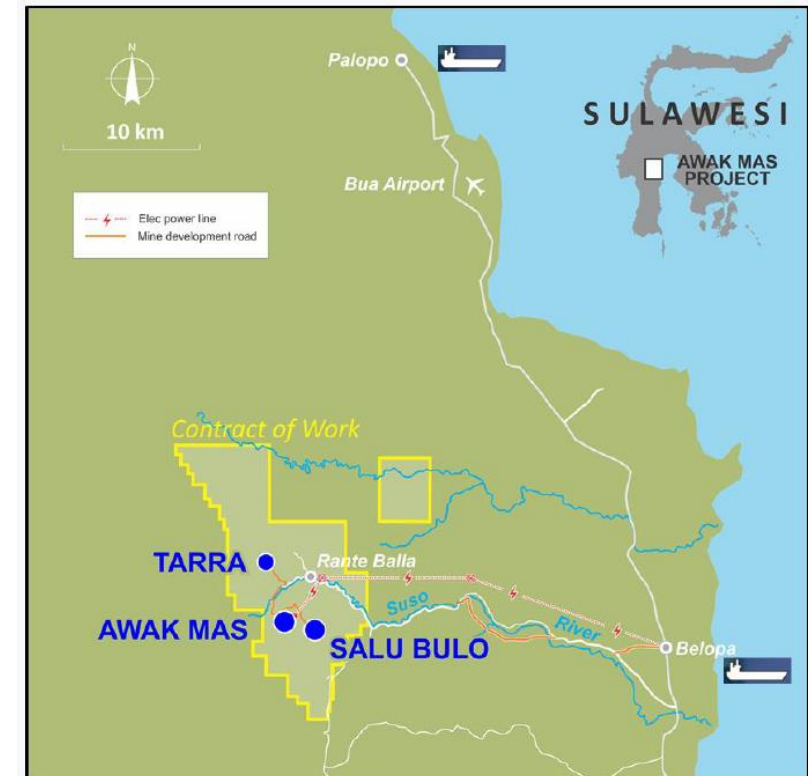 N
10 km
Elec power line
Mine development road
Palopo
Bua Airport
SULAWESI
AWAK MAS
PROJECT
Contract of Work
TARRA
Rante Balla
AWAK MAS
SALU BULO
Suso
River
Belopa